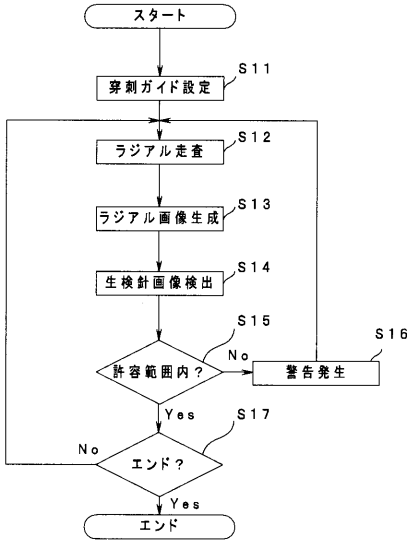 スタート
S11
穿刺ガイド設定
S12
ラジアル走査
S13
ラジアル画像生成
S14
生検針画像検出
S15
許容範囲内?
No
S16
警告発生
Yes
S17
No
エンド?
Yes
エンド